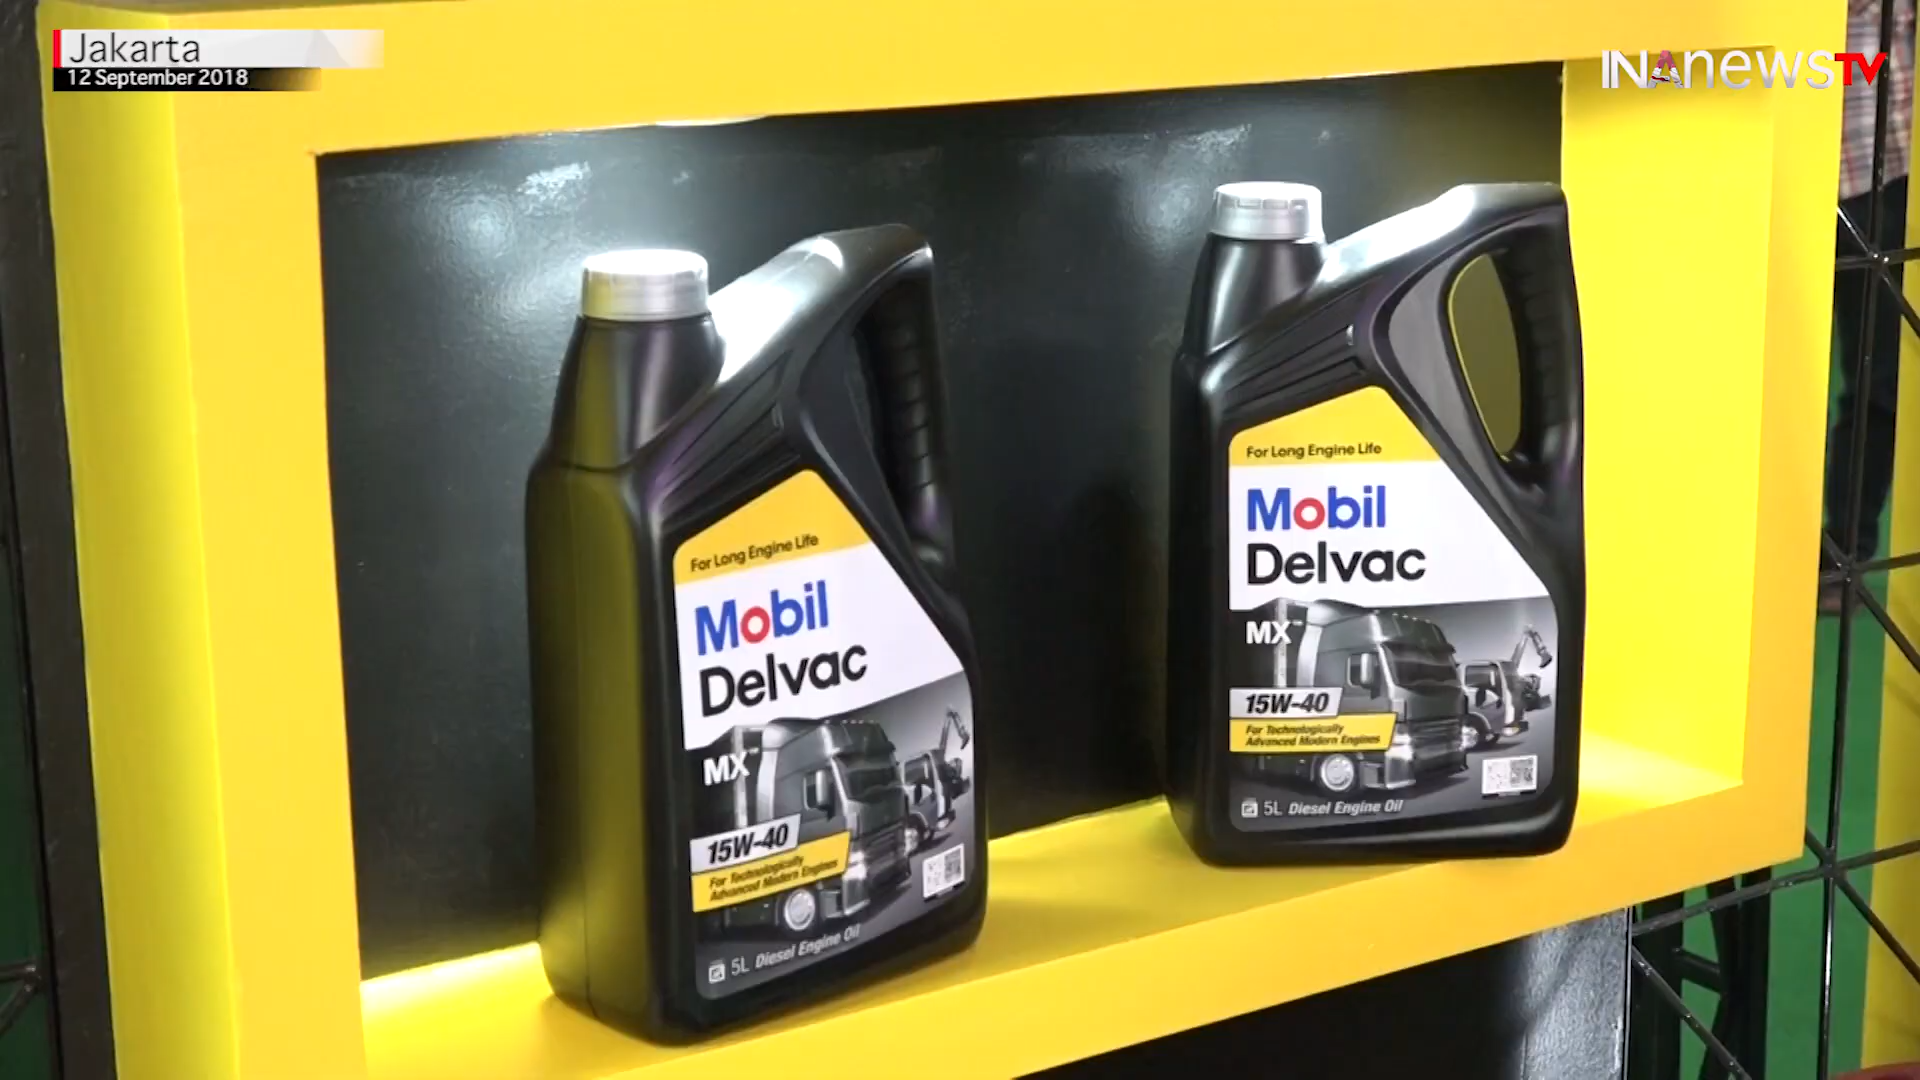 Jakarta
12 September 2018
INAnewsTV
For Long Engine Life
Mobil
Delvac
MX™
15W-40
For Technologically
Advanced Modern Engines
5L Diesel Engine Oil
For Long Engine Life
Mobil
Delvac
MX™
15W-40
For Technologically
Advanced Modern Engines
5L Diesel Engine Oil